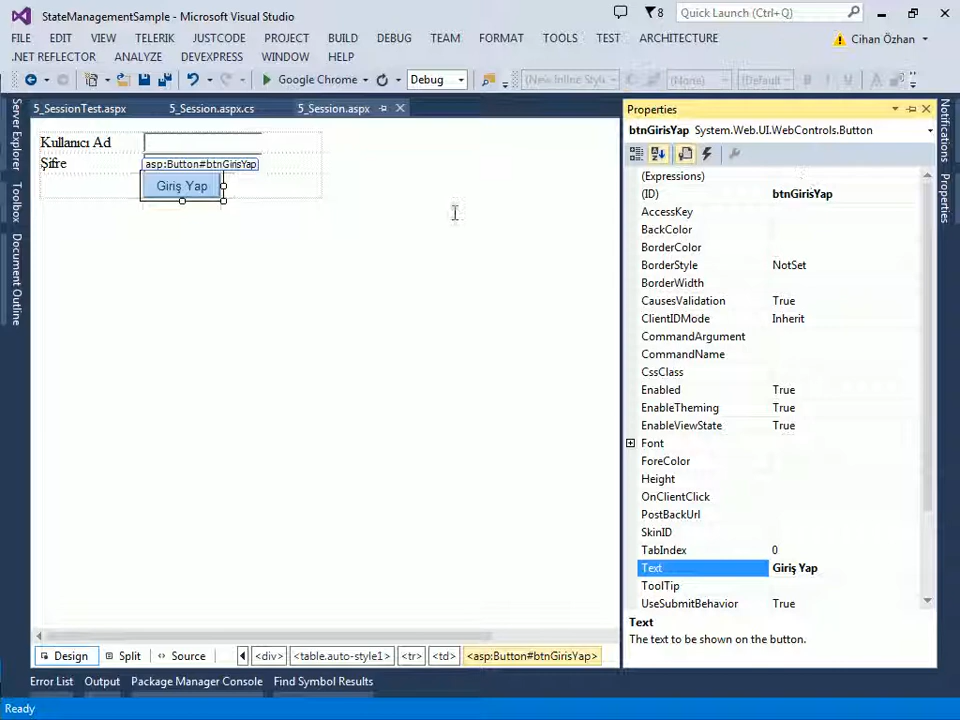 StateManagementSample - Microsoft Visual Studio
8
Quick Launch (Ctrl+Q)
FILE EDIT VIEW TELERIK JUSTCODE PROJECT BUILD DEBUG TEAM FORMAT TOOLS TEST ARCHITECTURE
Cihan Özhan
.NET REFLECTOR ANALYZE DEVEXPRESS WINDOW HELP
Google Chrome
Debug
(New Inline Style
(None)
(Default
5_SessionTest.aspx
5_Session.aspx.cs
5_Session.aspx
Server Explorer
Toolbox
Document Outline
Kullanıcı Ad
Şifre
asp:Button#btnGirisYap
Giriş Yap
Properties
btnGirisYap System.Web.UI.WebControls.Button
(Expressions)
(ID) btnGirisYap
AccessKey
BackColor
BorderColor
BorderStyle NotSet
BorderWidth
CausesValidation True
ClientIDMode Inherit
CommandArgument
CommandName
CssClass
Enabled True
EnableTheming True
EnableViewState True
Font
ForeColor
Height
OnClientClick
PostBackUrl
SkinID
TabIndex 0
Text Giriş Yap
ToolTip
UseSubmitBehavior True
Text
The text to be shown on the button.
Notifications
Properties
Design
Split
Source
<div> <table.auto-style1> <tr> <td> <asp:Button#btnGirisYap>
Error List Output Package Manager Console Find Symbol Results
Ready